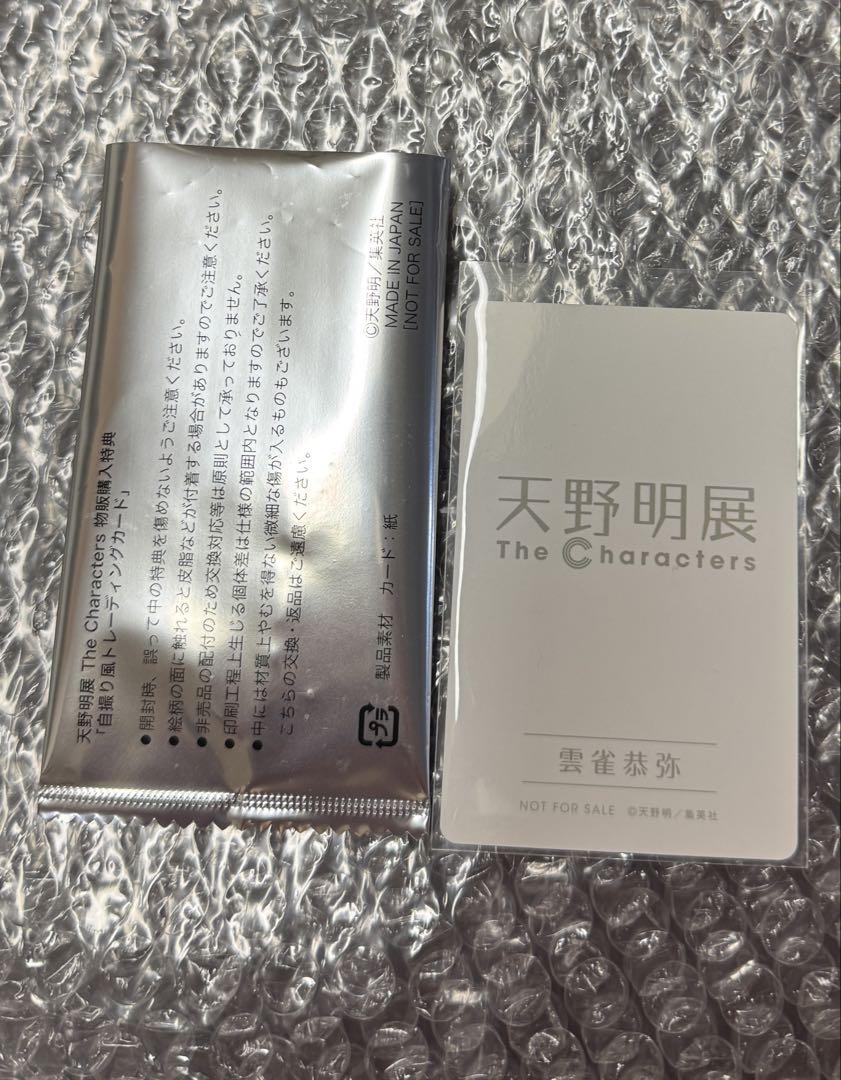 天野明展 The Characters 物販購入特典
「自撮り風トレーディングカード」
●開封時、誤って中の特典を傷めないようご注意ください。
●絵柄の面に触れると皮脂などが付着する場合がありますのでご注意ください。
●非売品の配付のため交換対応等は原則として承っておりません。
●印刷工程上生じる個体差は仕様の範囲内となりますのでご了承ください。
●中には材質上やむを得ない微細な傷が入るものもございます。
こちらの交換・返品はご遠慮ください。
プラ
製品素材 カード：紙
©天野明／集英社
MADE IN JAPAN
[NOT FOR SALE]
天野明展
The Characters
雲雀恭弥
NOT FOR SALE ©天野明／集英社